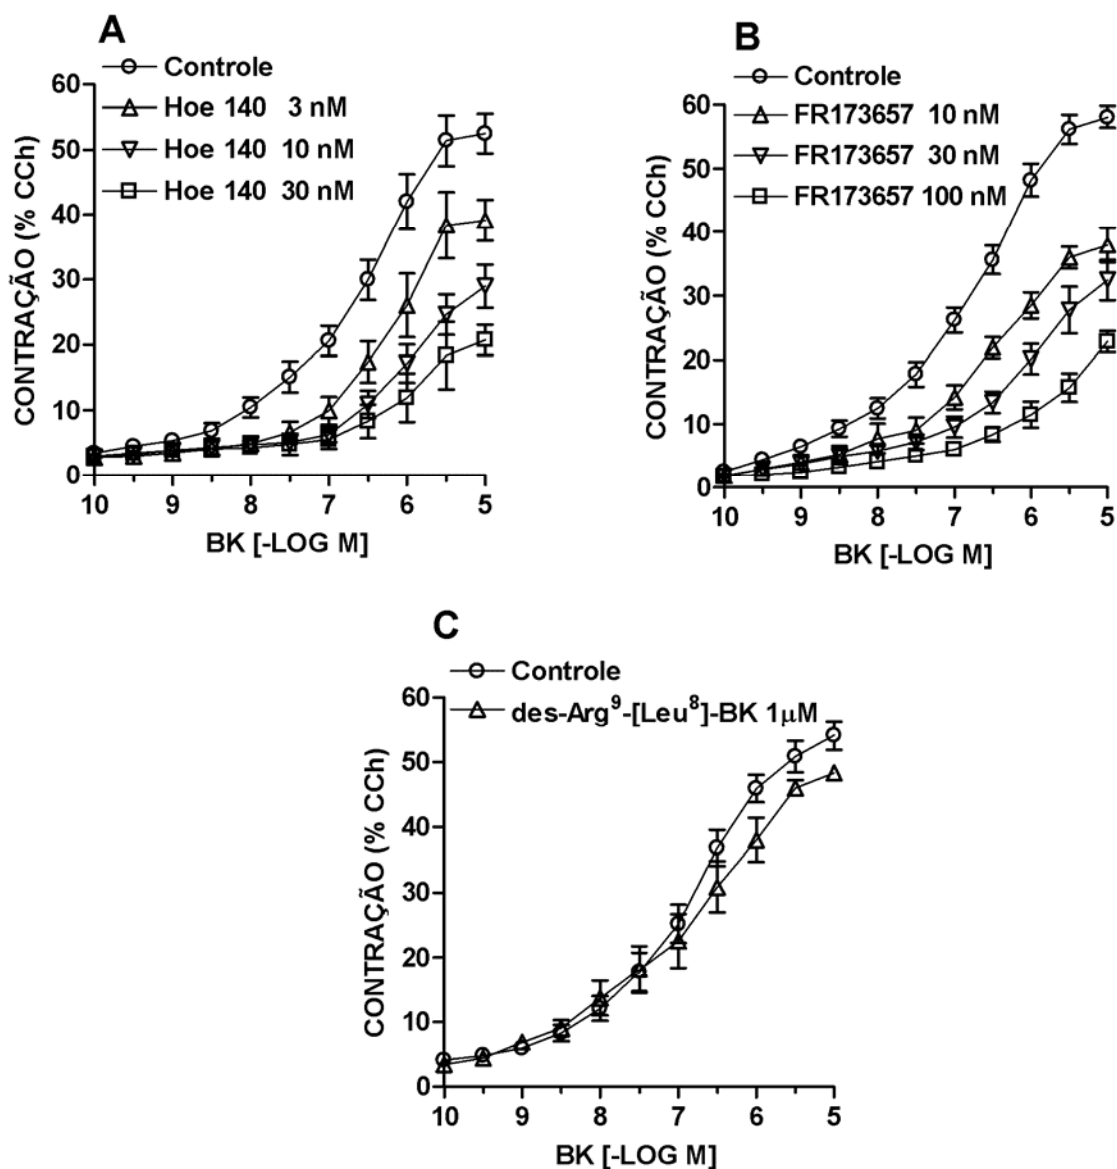 A
Controle
Hoe 140 3 nM
Hoe 140 10 nM
Hoe 140 30 nM
CONTRAÇÃO (% CCh)
60
50
40
30
20
10
0
10 9 8 7 6 5
BK [-LOG M]
B
Controle
FR173657 10 nM
FR173657 30 nM
FR173657 100 nM
CONTRAÇÃO (% CCh)
60
50
40
30
20
10
0
10 9 8 7 6 5
BK [-LOG M]
C
Controle
des-Arg⁹-[Leu⁸]-BK 1µM
CONTRAÇÃO (% CCh)
60
50
40
30
20
10
0
10 9 8 7 6 5
BK [-LOG M]